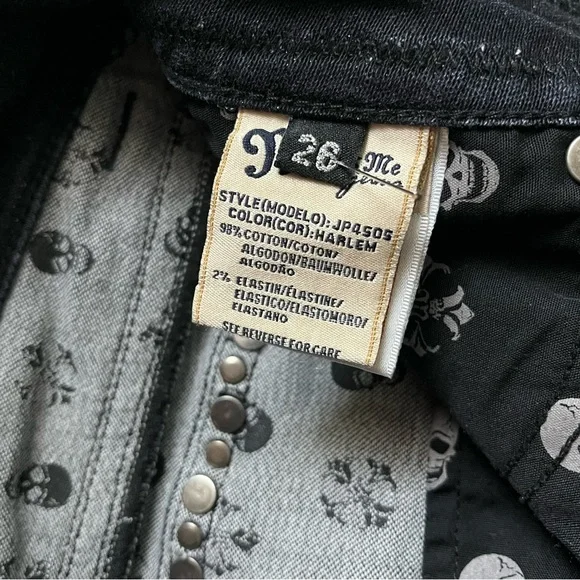 26
Me
STYLE(MODELO): JP4505
COLOR(COR): HARLEM
98% COTTON/COTON/
ALGODON/BAUMWOLLE/
ALGODÃO
2% ELASTIN/ÉLASTINE/
ELASTICO/ELASTOMORO/
ELASTANO
SEE REVERSE FOR CARE